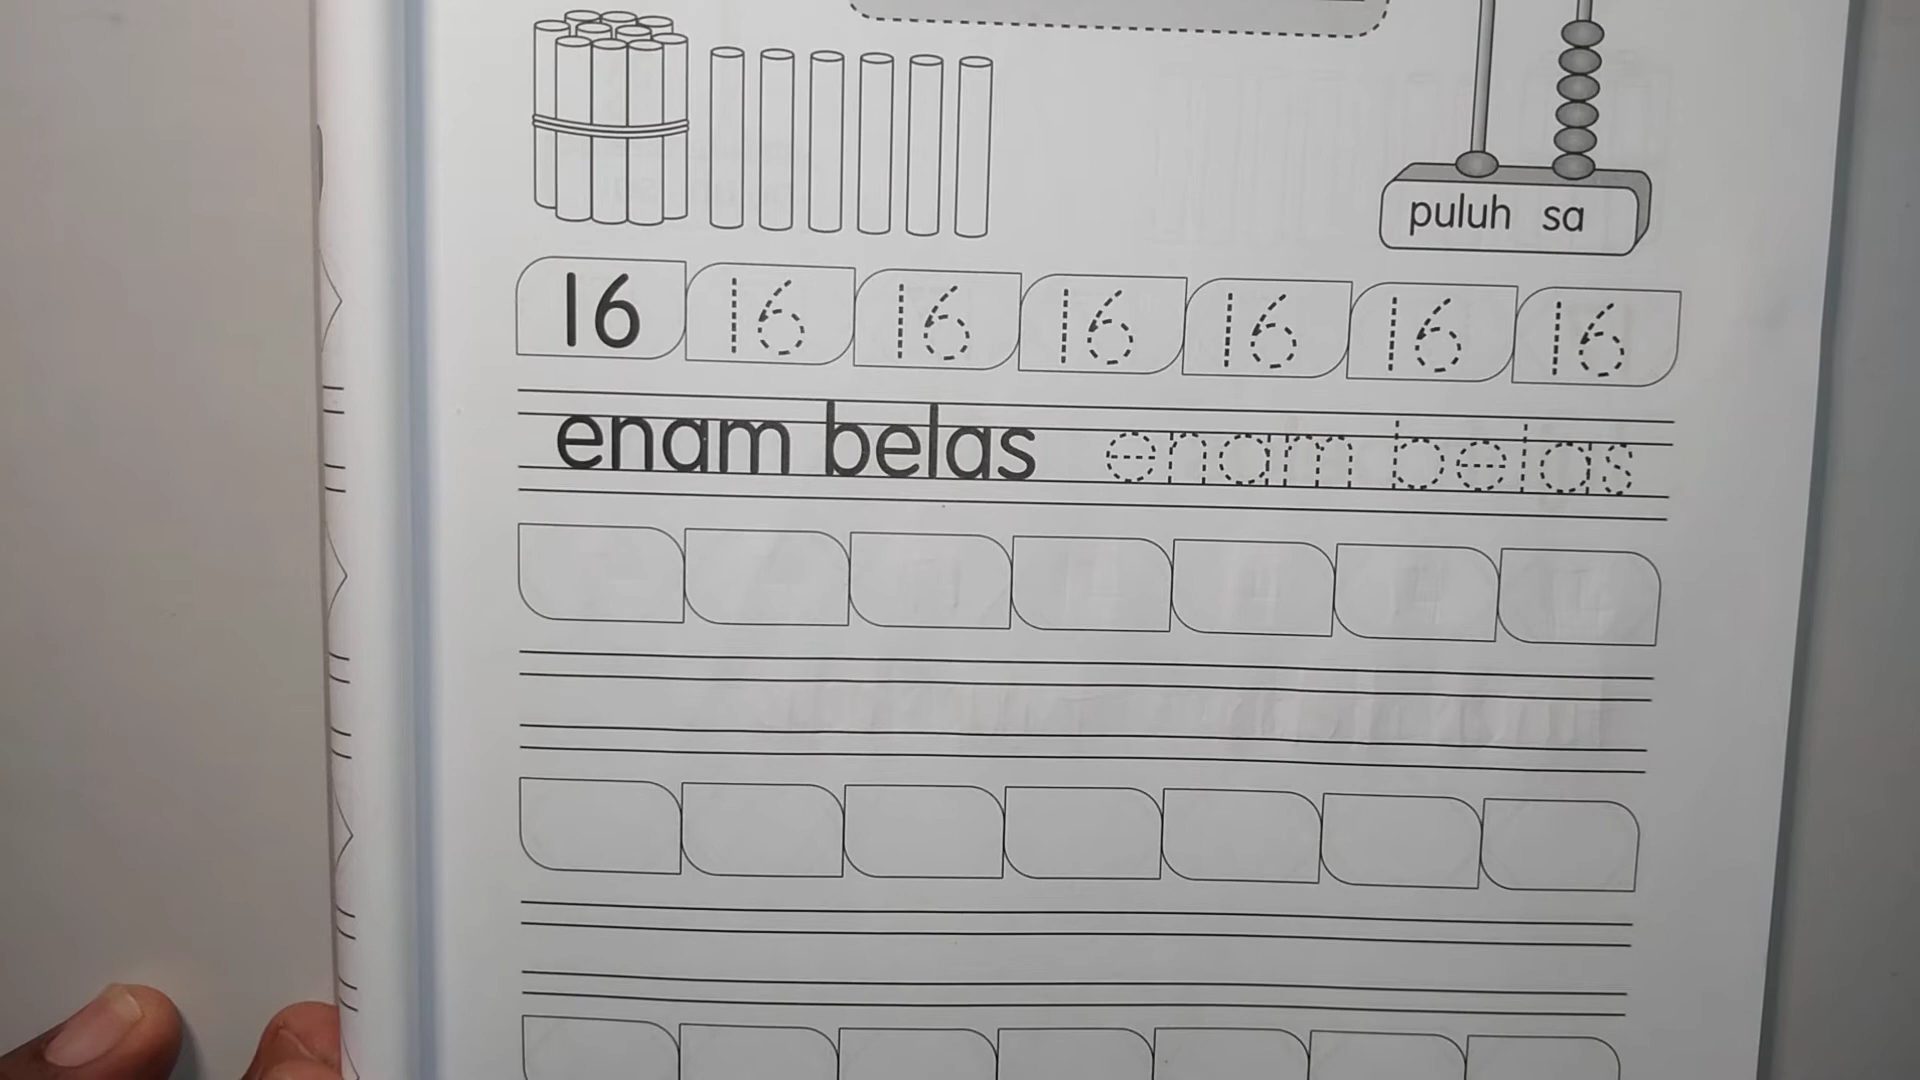 puluh sa
16 16 16 16 16 16 16
enam belas enam belas